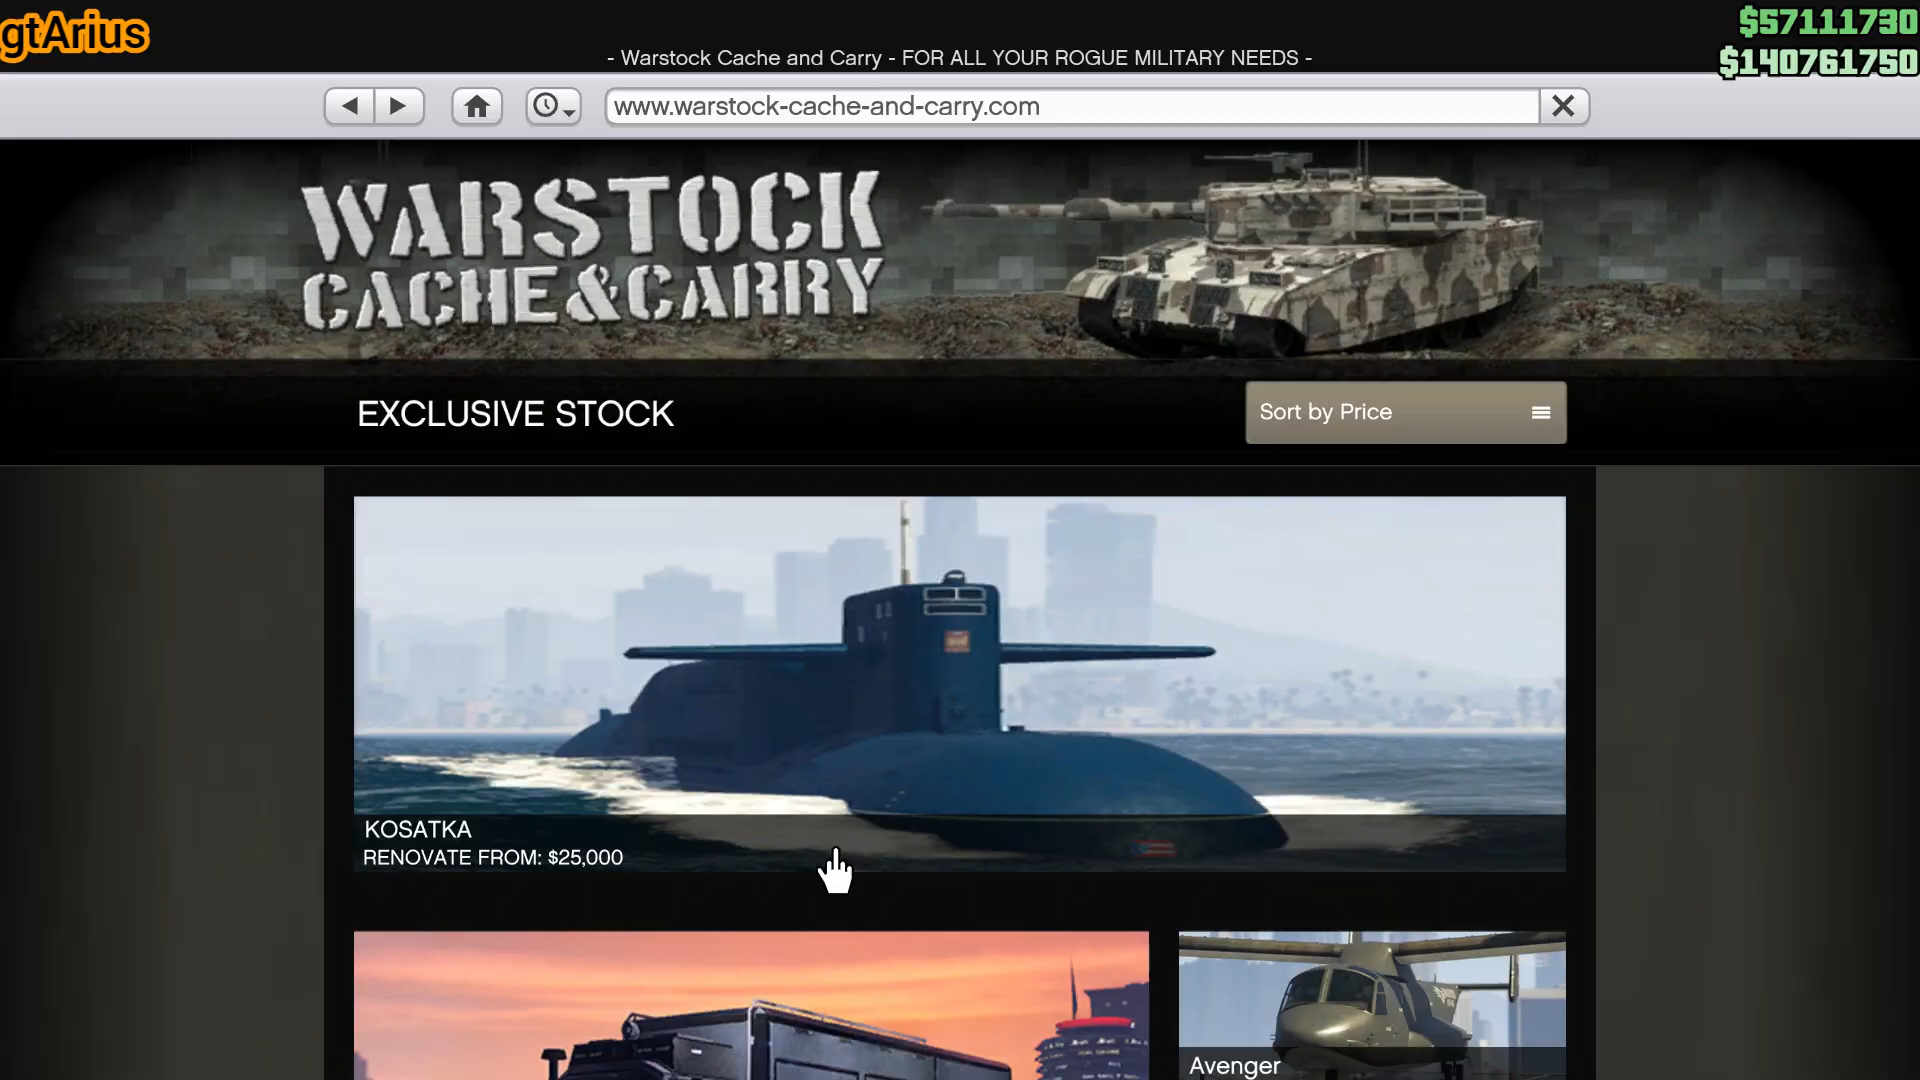 gtArius
$57111730
$140761750
- Warstock Cache and Carry - FOR ALL YOUR ROGUE MILITARY NEEDS -
www.warstock-cache-and-carry.com
WARSTOCK
CACHE&CARRY
EXCLUSIVE STOCK
Sort by Price
KOSATKA
RENOVATE FROM: $25,000
Avenger